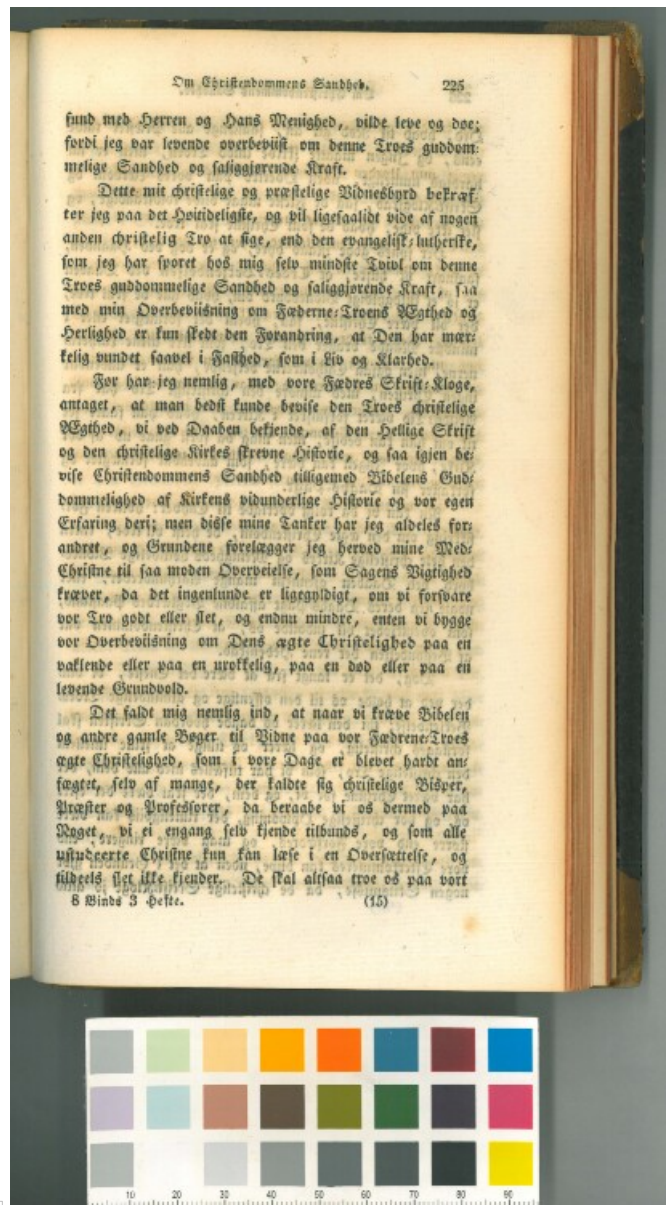 Om Christendommens Sandhed. 225
sund med Herren og Hans Menighed, vilde leve og døe;
fordi jeg var levende overbeviist om denne Troes guddom-
melige Sandhed og saliggjørende Kraft.
Dette mit christelige og præstelige Vidnesbyrd bekræf-
ter jeg paa det Høitideligste, og vil ligesaalidt vide af nogen
anden christelig Tro at sige, end den evangelisk-lutherske,
som jeg har sporet hos mig selv mindste Tvivl om denne
Troes guddommelige Sandhed og saliggjørende Kraft, saa
med min Overbeviisning om Fæderne-Troens Ægthed og
Herlighed er kun skedt den Forandring, at Den har mær-
kelig vundet saavel i Fasthed, som i Liv og Klarhed.
Før har jeg nemlig, med vore Fædres Skrift-Kloge,
antaget, at man bedst kunde bevise den Troes christelige
Ægthed, vi ved Daaben bekjende, af den Hellige Skrift
og den christelige Kirkes skrevne Historie, og saa igjen be-
vise Christendommens Sandhed tilligemed Bibelens Gud-
dommelighed af Kirkens vidunderlige Historie og vor egen
Erfaring deri; men disse mine Tanker har jeg aldeles for-
andret, og Grundene forelægger jeg herved mine Med-
Christne til saa moden Overveielse, som Sagens Vigtighed
kræver, da det ingenlunde er ligegyldigt, om vi forsvare
vor Tro godt eller slet, og endnu mindre, enten vi bygge
vor Overbeviisning om Dens ægte Christelighed paa en
vaklende eller paa en urokkelig, paa en død eller paa en
levende Grundvold.
Det faldt mig nemlig ind, at naar vi kræve Bibelen
og andre gamle Bøger til Vidne paa vor Fædrene-Troes
ægte Christelighed, som i vore Dage er blevet hardt an-
fægtet, selv af mange, der kaldte sig christelige Bisper,
Præster og Professorer, da beraabe vi os dermed paa
Noget, vi ei engang selv kjende tilbunds, og som alle
ustudeerte Christne kun kan læse i en Oversættelse, og
tildeels slet ikke kjender. De skal altsaa troe os paa vort
8 Binds 3 Hefte. (15)
10 20 30 40 50 60 70 80 90